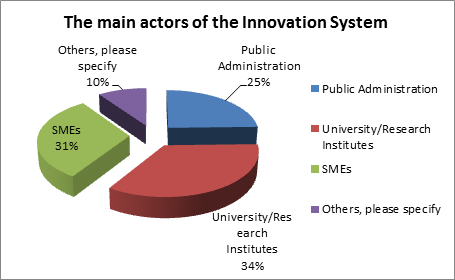 The main actors of the Innovation System
Others, please
specify
10%
Public
Administration
25%
SMEs
31%
University/Res
earch
Institutes
34%
Public Administration
University/Research
Institutes
SMEs
Others, please specify